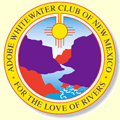 ADOBE WHITEWATER CLUB OF NEW MEXICO
· FOR THE LOVE OF RIVERS ·